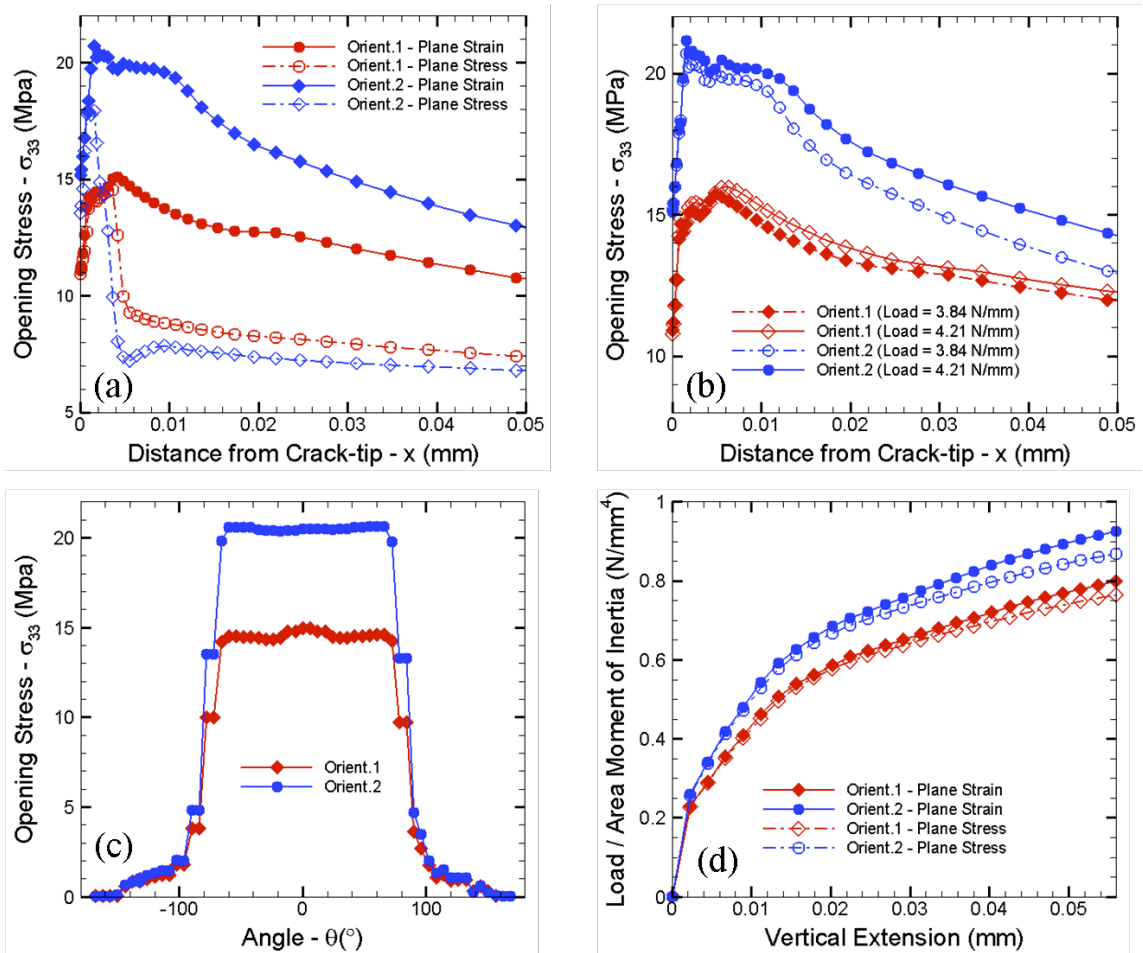 Opening Stress - σ33 (Mpa)
20
15
10
5
0
0.01
0.02
0.03
0.04
0.05
Distance from Crack-tip - x (mm)
Orient.1 - Plane Strain
Orient.1 - Plane Stress
Orient.2 - Plane Strain
Orient.2 - Plane Stress
(a)
Opening Stress - σ33 (MPa)
20
15
10
0
0.01
0.02
0.03
0.04
0.05
Distance from Crack-tip - x (mm)
Orient.1 (Load = 3.84 N/mm)
Orient.1 (Load = 4.21 N/mm)
Orient.2 (Load = 3.84 N/mm)
Orient.2 (Load = 4.21 N/mm)
(b)
Opening Stress - σ33 (Mpa)
20
15
10
5
0
-100
0
100
Angle - θ(°)
Orient.1
Orient.2
(c)
Load / Area Moment of Inertia (N/mm⁴)
1
0.8
0.6
0.4
0.2
0
0
0.01
0.02
0.03
0.04
0.05
Vertical Extension (mm)
Orient.1 - Plane Strain
Orient.2 - Plane Strain
Orient.1 - Plane Stress
Orient.2 - Plane Stress
(d)